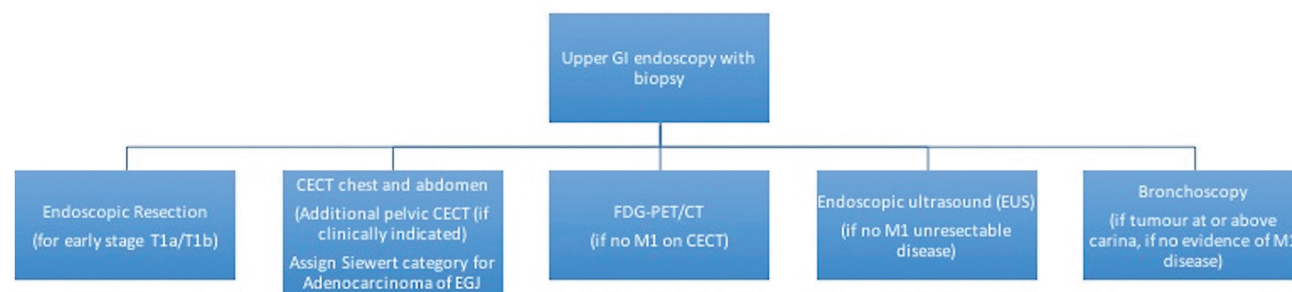 Upper GI endoscopy with
biopsy
Endoscopic Resection
(for early stage T1a/T1b)
CECT chest and abdomen
(Additional pelvic CECT (if
clinically indicated)
Assign Siewert category for
Adenocarcinoma of EGJ
FDG-PET/CT
(if no M1 on CECT)
Endoscopic ultrasound (EUS)
(if no M1 unresectable
disease)
Bronchoscopy
(if tumour at or above
carina, if no evidence of M1
disease)